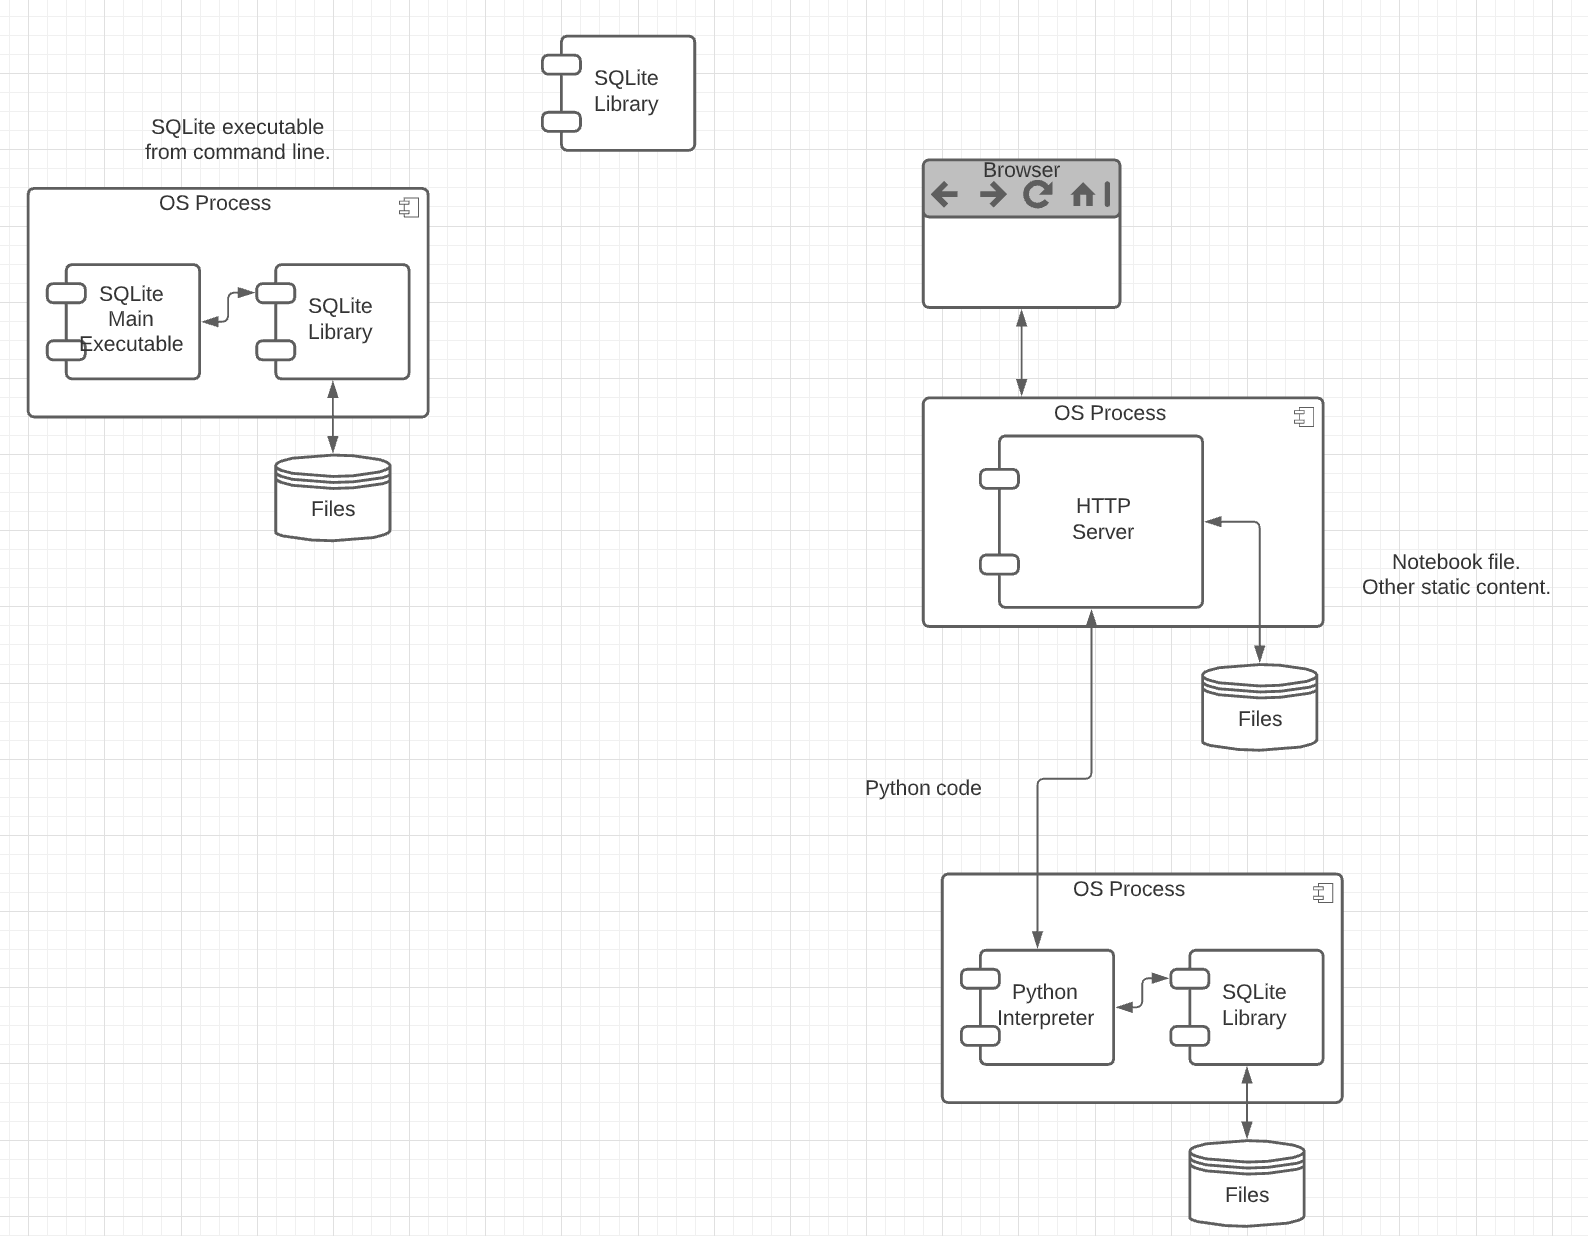 SQLite
Library
SQLite executable
from command line.
OS Process
SQLite
Main
Executable
SQLite
Library
Files
Browser
OS Process
HTTP
Server
Notebook file.
Other static content.
Files
Python code
OS Process
Python
Interpreter
SQLite
Library
Files